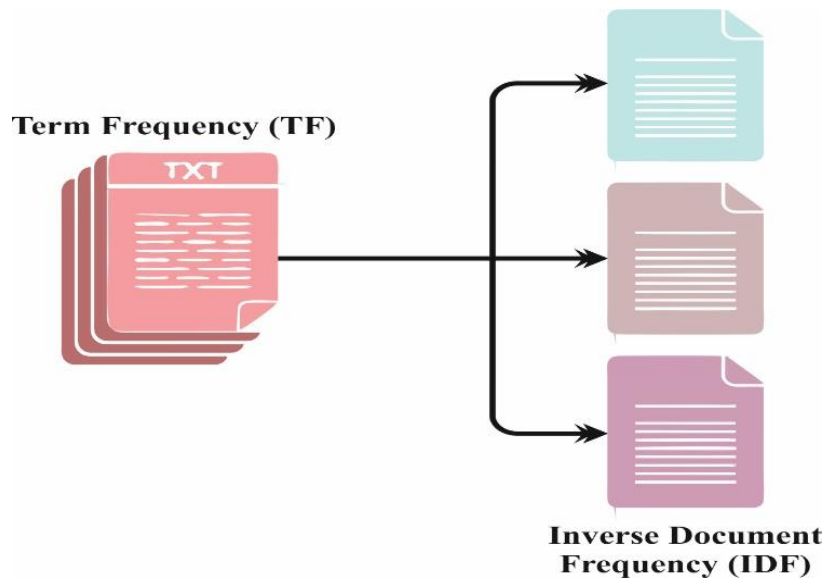 Term Frequency (TF)
TXT
Inverse Document
Frequency (IDF)